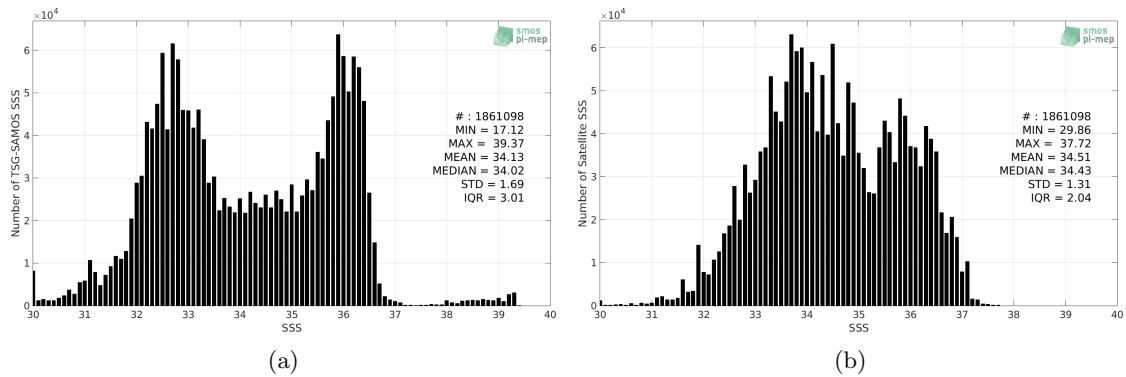 ×10⁴
6
5
4
3
2
1
0
Number of TSG-SAMOS SSS
smos
pi-mep
# : 1861098
MIN = 17.12
MAX = 39.37
MEAN = 34.13
MEDIAN = 34.02
STD = 1.69
IQR = 3.01
30 31 32 33 34 35 36 37 38 39 40
SSS
(a)
×10⁴
6
5
4
3
2
1
0
Number of Satellite SSS
smos
pi-mep
# : 1861098
MIN = 29.86
MAX = 37.72
MEAN = 34.51
MEDIAN = 34.43
STD = 1.31
IQR = 2.04
30 31 32 33 34 35 36 37 38 39 40
SSS
(b)